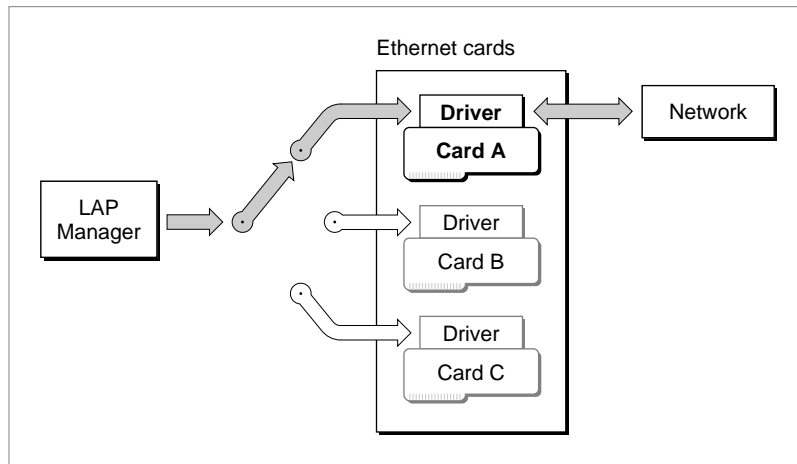 Ethernet cards
Driver
Card A
Network
LAP
Manager
Driver
Card B
Driver
Card C